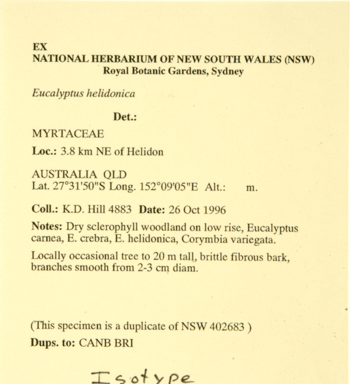 EX
NATIONAL HERBARIUM OF NEW SOUTH WALES (NSW)
Royal Botanic Gardens, Sydney
Eucalyptus helidonica
Det.:
MYRTACEAE
Loc.: 3.8 km NE of Helidon
AUSTRALIA QLD
Lat. 27°31'50"S Long. 152°09'05"E Alt.: m.
Coll.: K.D. Hill 4883 Date: 26 Oct 1996
Notes: Dry sclerophyll woodland on low rise, Eucalyptus
carnea, E. crebra, E. helidonica, Corymbia variegata.
Locally occasional tree to 20 m tall, brittle fibrous bark,
branches smooth from 2-3 cm diam.
(This specimen is a duplicate of NSW 402683 )
Dups. to: CANB BRI
Isotype